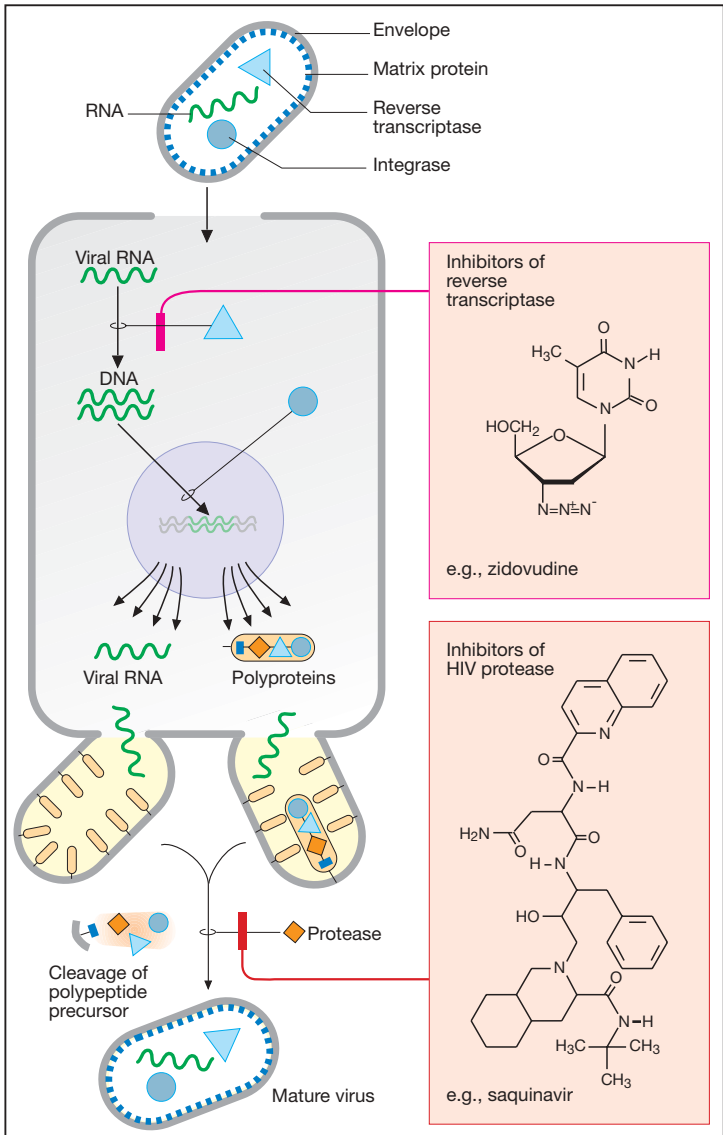 Envelope
Matrix protein
RNA
Reverse
transcriptase
Integrase
Viral RNA
DNA
Viral RNA
Polyproteins
Protease
Cleavage of
polypeptide
precursor
Mature virus
Inhibitors of
reverse
transcriptase
O
H3C
N
H
N
O
HOCH2
O
N=N=N
+
-
e.g., zidovudine
Inhibitors of
HIV protease
N
O
N-H
H2N
O
O
H-N
HO
N
O
N-H
H3C
CH3
CH3
e.g., saquinavir